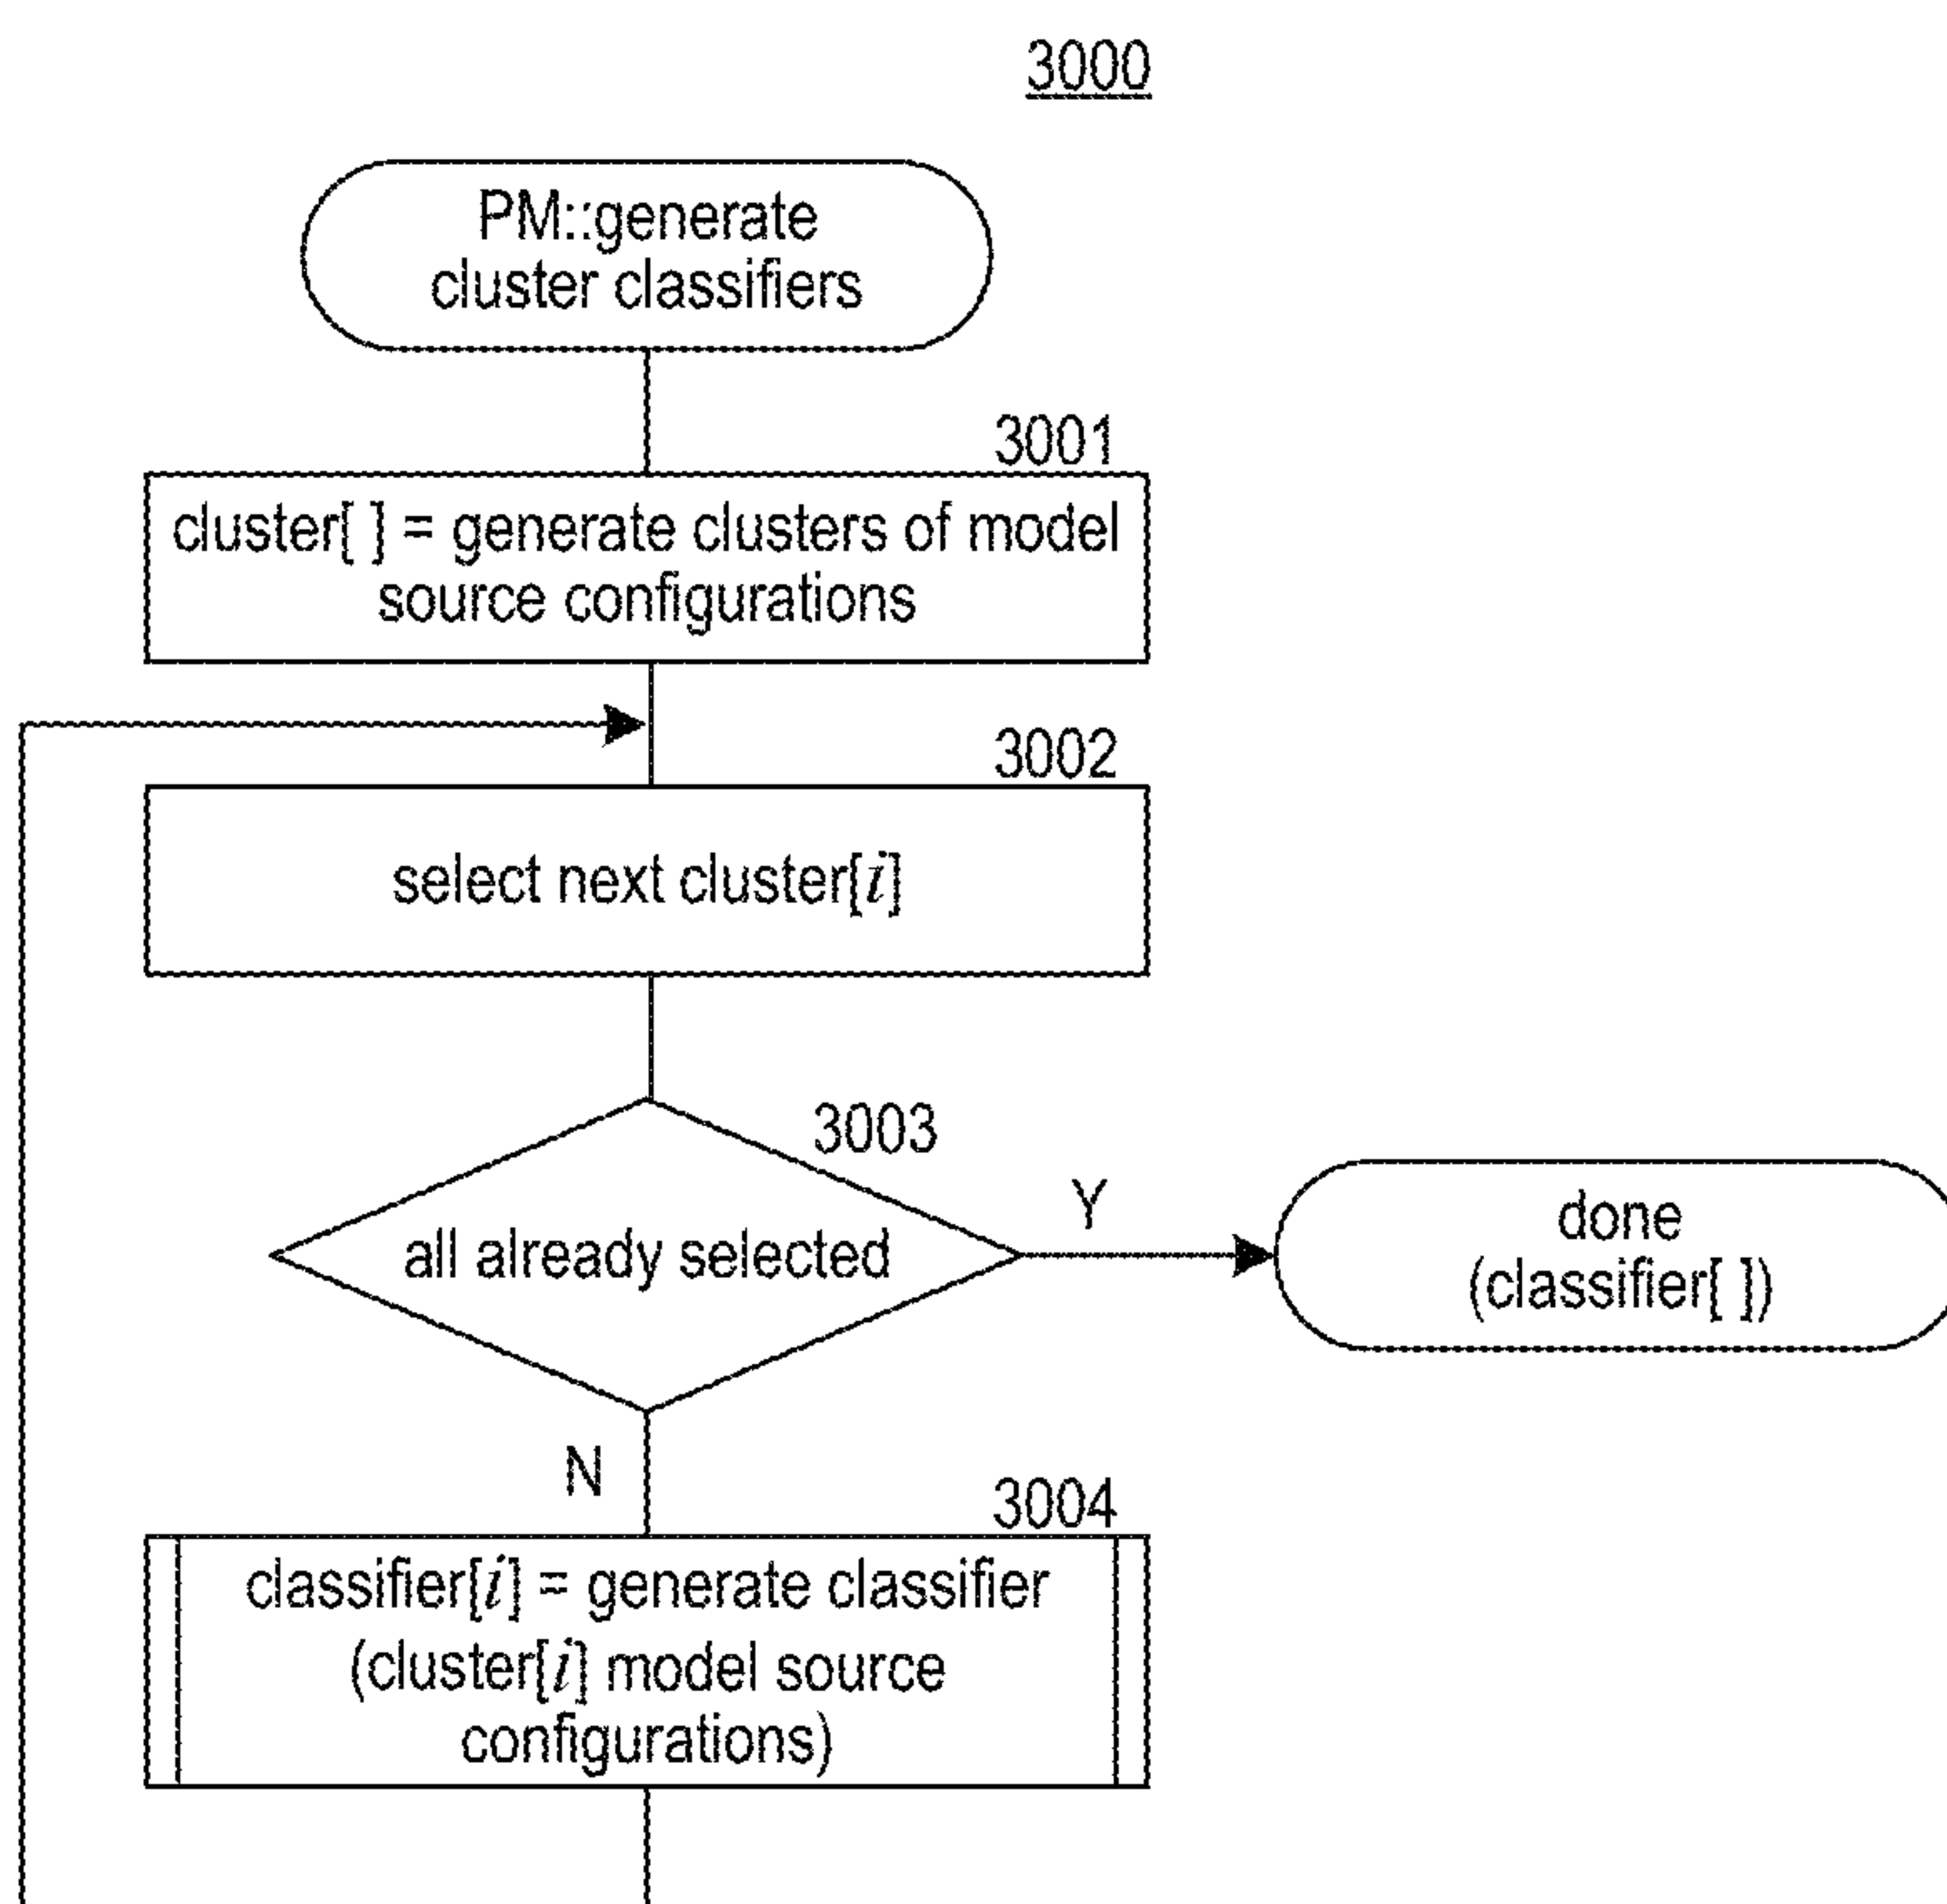 3000
PM::generate
cluster classifiers
3001
cluster[ ] = generate clusters of model
source configurations
3002
select next cluster[i]
3003
all already selected
Y
done
(classifier[ ])
N
3004
classifier[i] = generate classifier
(cluster[i] model source
configurations)